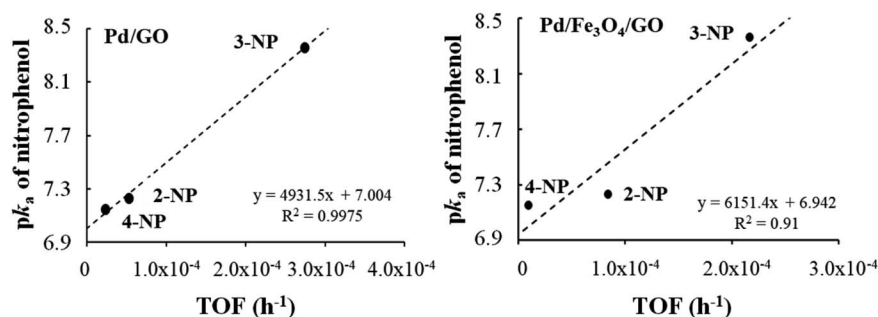 Pd/GO
pkₐ of nitrophenol
8.5
8.1
7.7
7.3
6.9
3-NP
2-NP
4-NP
y = 4931.5x + 7.004
R² = 0.9975
0
1.0x10⁻⁴
2.0x10⁻⁴
3.0x10⁻⁴
4.0x10⁻⁴
TOF (h⁻¹)
Pd/Fe₃O₄/GO
pkₐ of nitrophenol
8.5
8.1
7.7
7.3
6.9
3-NP
4-NP
2-NP
y = 6151.4x + 6.942
R² = 0.91
0
1.0x10⁻⁴
2.0x10⁻⁴
3.0x10⁻⁴
TOF (h⁻¹)